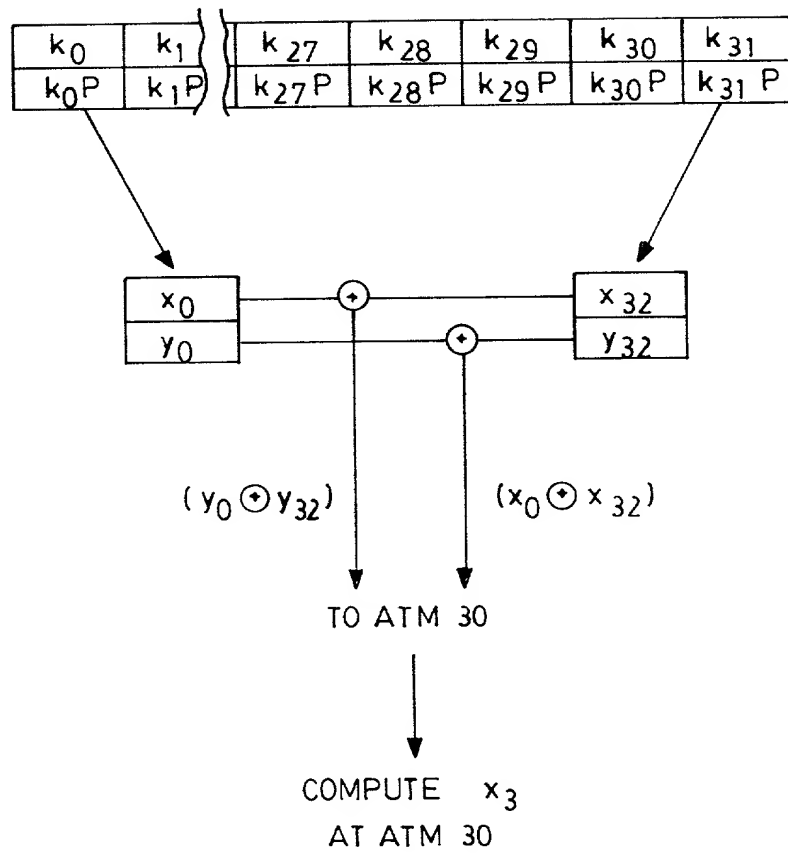 k₀ k₁ k₂₇ k₂₈ k₂₉ k₃₀ k₃₁
k₀P k₁P k₂₇P k₂₈P k₂₉P k₃₀P k₃₁P
x₀ ⊕ x₃₂
y₀ ⊕ y₃₂
(y₀ ⊕ y₃₂) (x₀ ⊕ x₃₂)
TO ATM 30
COMPUTE x₃
AT ATM 30